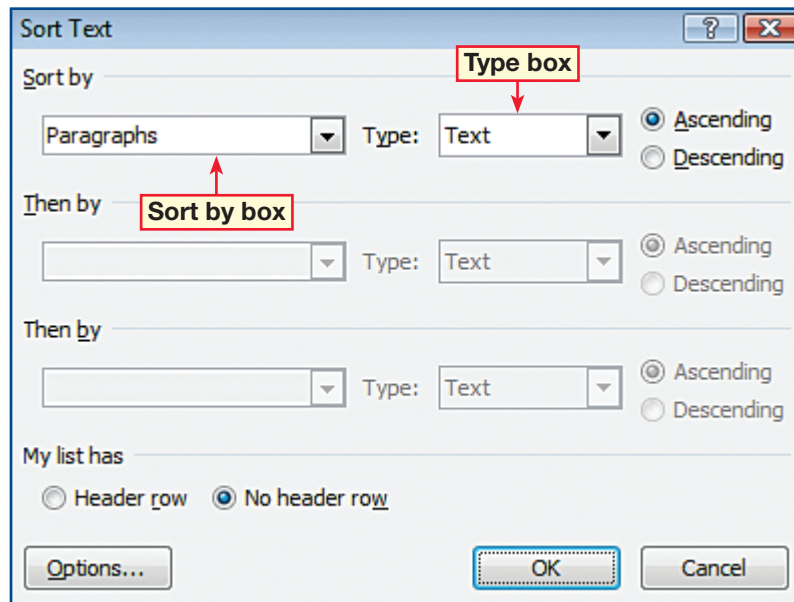 Sort Text
Type box
Sort by
Paragraphs Type: Text Ascending
Descending
Sort by box
Then by
Type: Text Ascending
Descending
Then by
Type: Text Ascending
Descending
My list has
Header row No header row
Options... OK Cancel